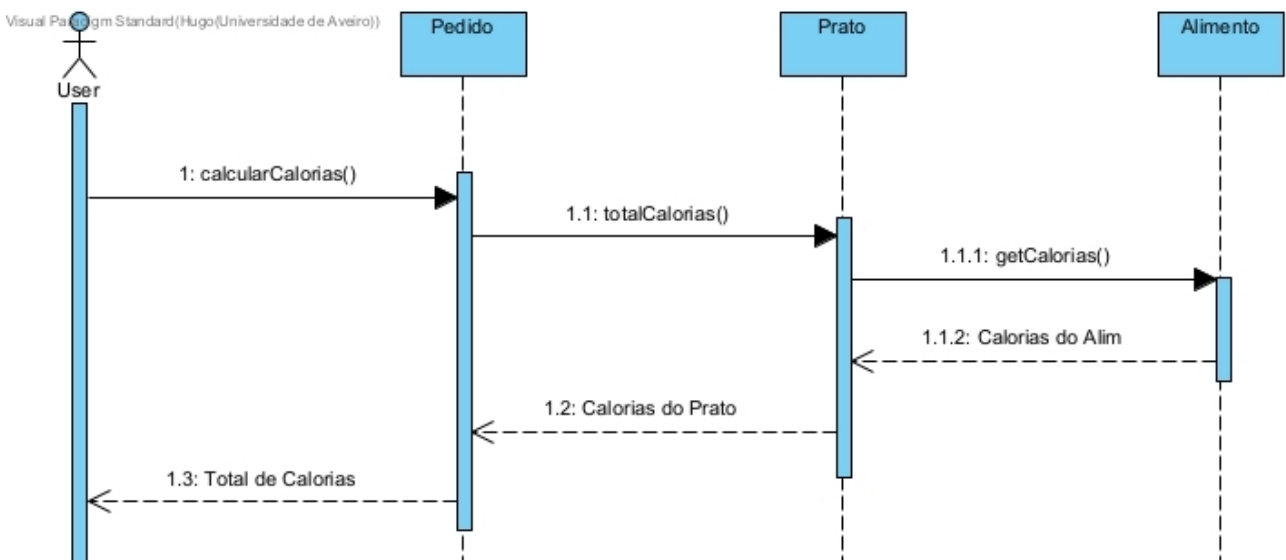 Visual Paradigm Standard(Hugo(Universidade de Aveiro))
User
Pedido
Prato
Alimento
1: calcularCalorias()
1.1: totalCalorias()
1.1.1: getCalorias()
1.1.2: Calorias do Alim
1.2: Calorias do Prato
1.3: Total de Calorias